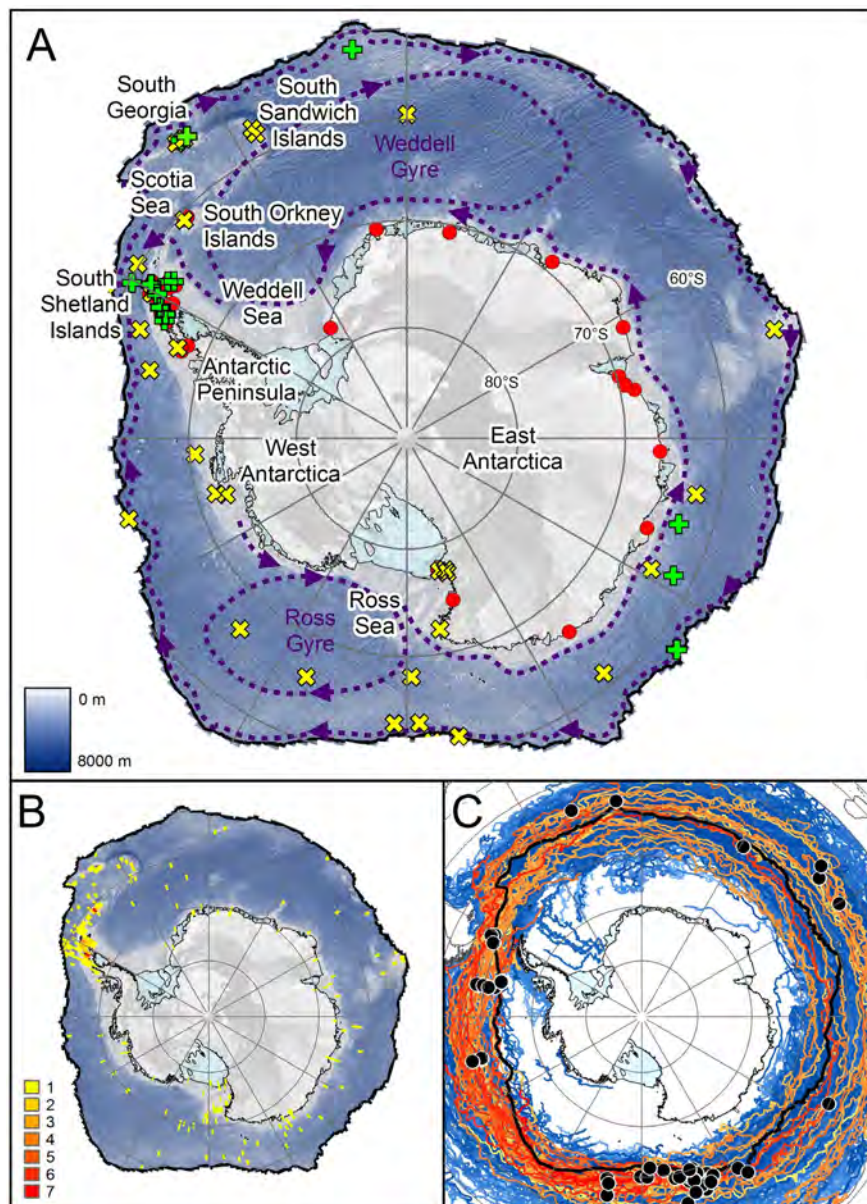 A
South
Georgia
South
Sandwich
Islands
Weddell
Gyre
Scotia
Sea
South Orkney
Islands
South
Shetland
Islands
Weddell
Sea
60°S
70°S
80°S
Antarctic
Peninsula
West
Antarctica
East
Antarctica
Ross
Sea
Ross
Gyre
0 m
8000 m
B
1
2
3
4
5
6
7
C